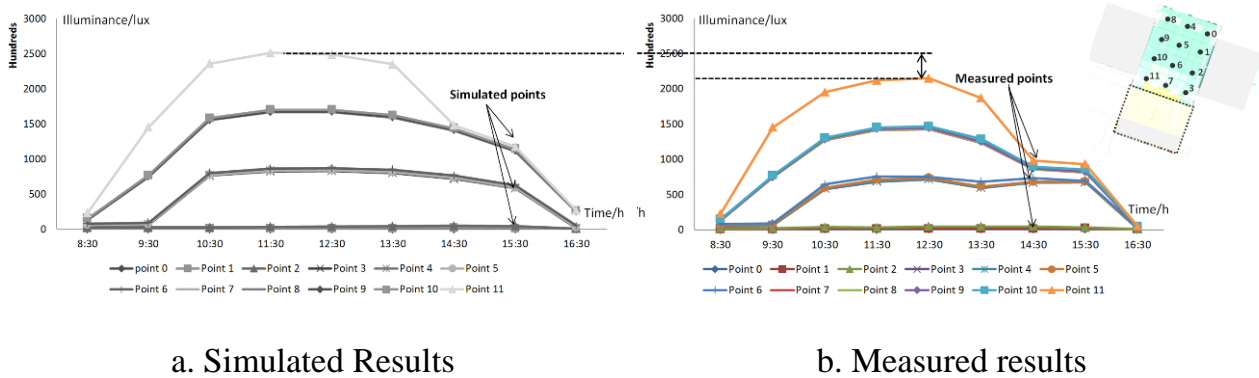 Illuminance/lux
Hundreds
3000
2500
2000
1500
1000
500
0
Simulated points
Time/h
8:30 9:30 10:30 11:30 12:30 13:30 14:30 15:30 16:30
point 0 Point 1 Point 2 Point 3 Point 4 Point 5
Point 6 Point 7 Point 8 Point 9 Point 10 Point 11
a. Simulated Results
/h
Illuminance/lux
Hundreds
3000
2500
2000
1500
1000
500
0
Measured points
Time/h
8:30 9:30 10:30 11:30 12:30 13:30 14:30 15:30 16:30
Point 0 Point 1 Point 2 Point 3 Point 4 Point 5
Point 6 Point 7 Point 8 Point 9 Point 10 Point 11
8 4 0
9 5 1
10 6 2
11 7 3
b. Measured results